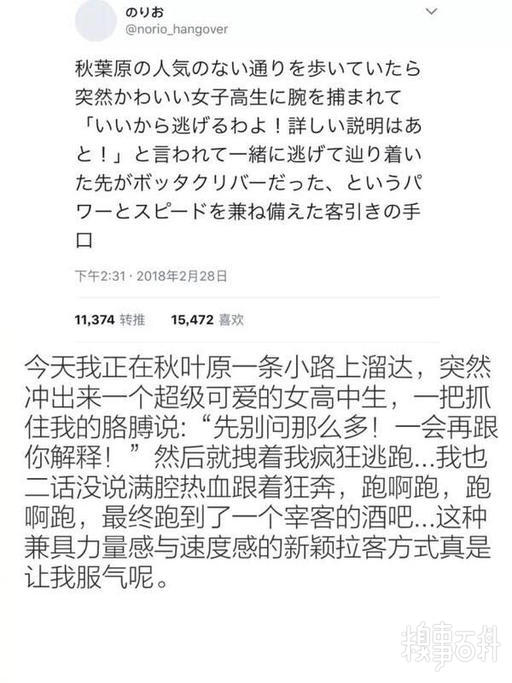 のりお
@norio_hangover
秋葉原の人気のない通りを歩いていたら
突然かわいい女子高生に腕を捕まれて
「いいから逃げるわよ！詳しい説明はあ
と！」と言われて一緒に逃げて辿り着い
た先がボッタクリバーだった、というパ
ワーとスピードを兼ね備えた客引きの手
口
下午2:31 · 2018年2月28日
11,374 转推 15,472 喜欢
今天我正在秋叶原一条小路上溜达，突然
冲出来一个超级可爱的女高中生，一把抓
住我的胳膊说:“先别问那么多！一会再跟
你解释！”然后就拽着我疯狂逃跑...我也
二话没说满腔热血跟着狂奔，跑啊跑，跑
啊跑，最终跑到了一个宰客的酒吧...这种
兼具力量感与速度感的新颖拉客方式真是
让我服气呢。
糗事百科